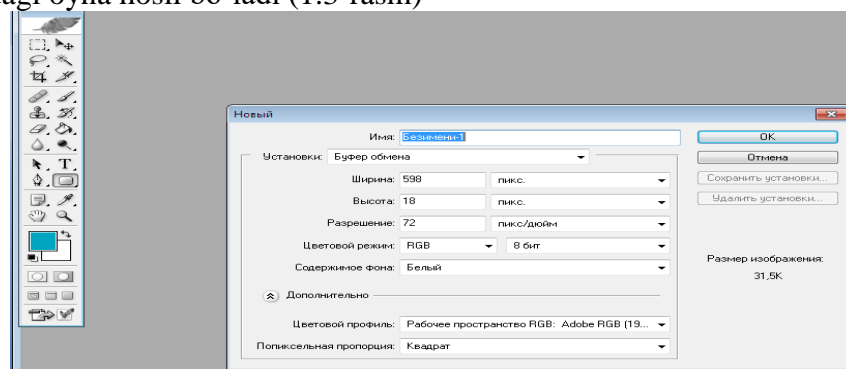 dagi oyna hosil bo‘ladi (1.3-rasm)
Новый
Имя: Безимени-1
OK
Установки: Буфер обмена
Отмена
Ширина: 598 пикс.
Сохранить установки...
Высота: 18 пикс.
Удалить установки...
Разрешение: 72 пикс/дюйм
Цветовой режим: RGB 8 бит
Содержимое фона: Белый
Размер изображения:
31,5K
Дополнительно
Цветовой профиль: Рабочее пространство RGB: Adobe RGB (19...
Попиксельная пропорция: Квадрат